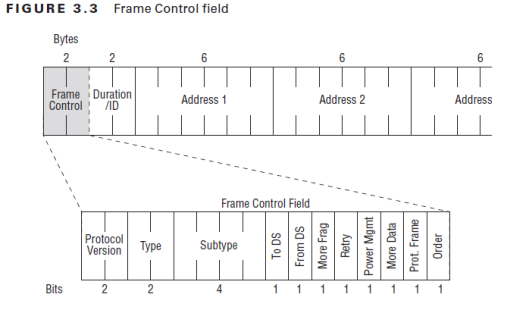 FIGURE 3.3 Frame Control field
Bytes
2 2 6 6 6
Frame Control
Duration /ID
Address 1
Address 2
Address
Frame Control Field
Protocol Version
Type
Subtype
To DS
From DS
More Frag
Retry
Power Mgmt
More Data
Prot. Frame
Order
Bits 2 2 4 1 1 1 1 1 1 1 1